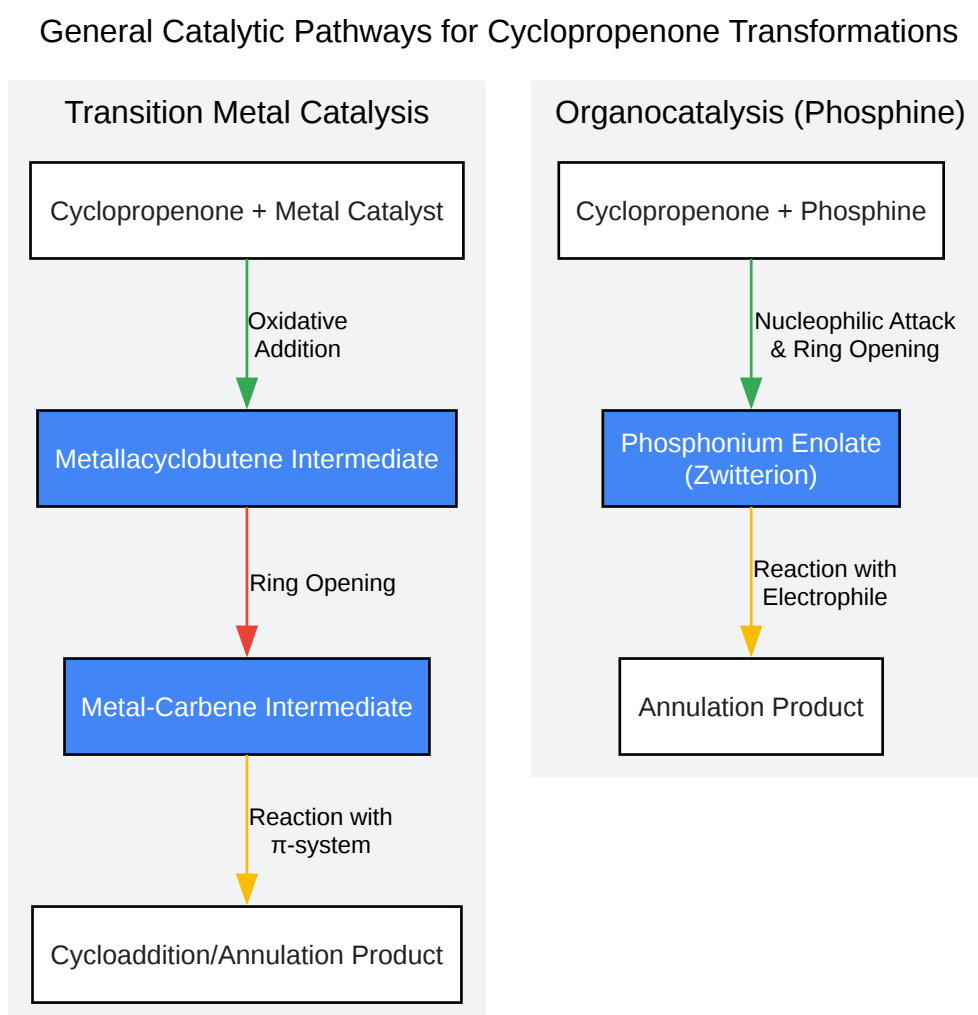 General Catalytic Pathways for Cyclopropenone Transformations
Transition Metal Catalysis
Cyclopropenone + Metal Catalyst
Oxidative
Addition
Metallacyclobutene Intermediate
Ring Opening
Metal-Carbene Intermediate
Reaction with
π-system
Cycloaddition/Annulation Product
Organocatalysis (Phosphine)
Cyclopropenone + Phosphine
Nucleophilic Attack
& Ring Opening
Phosphonium Enolate
(Zwitterion)
Reaction with
Electrophile
Annulation Product